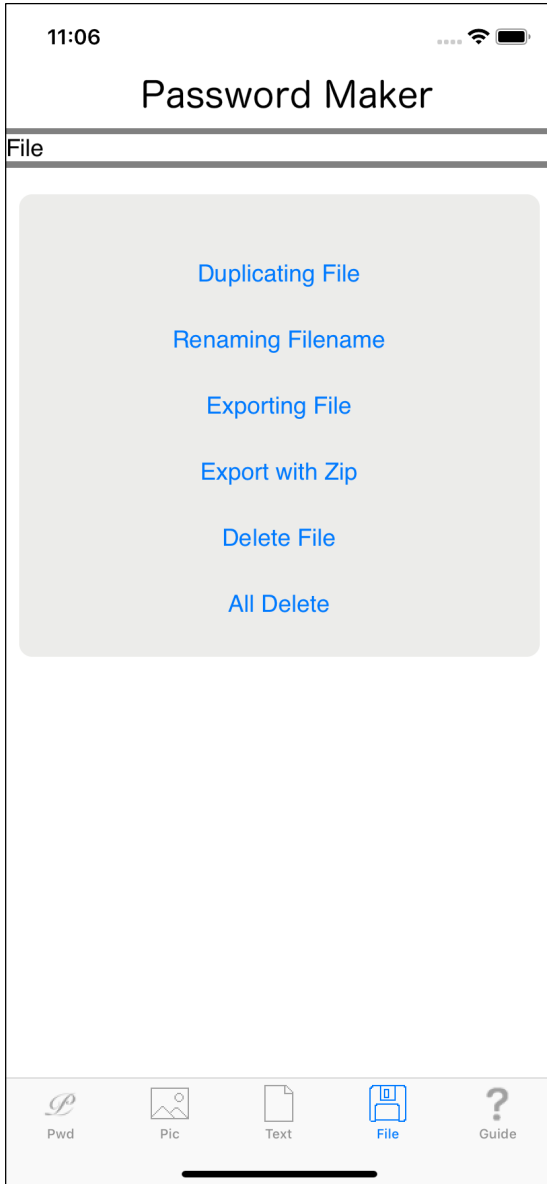 11:06
Password Maker
File
Duplicating File
Renaming Filename
Exporting File
Export with Zip
Delete File
All Delete
Pwd Pic Text File Guide